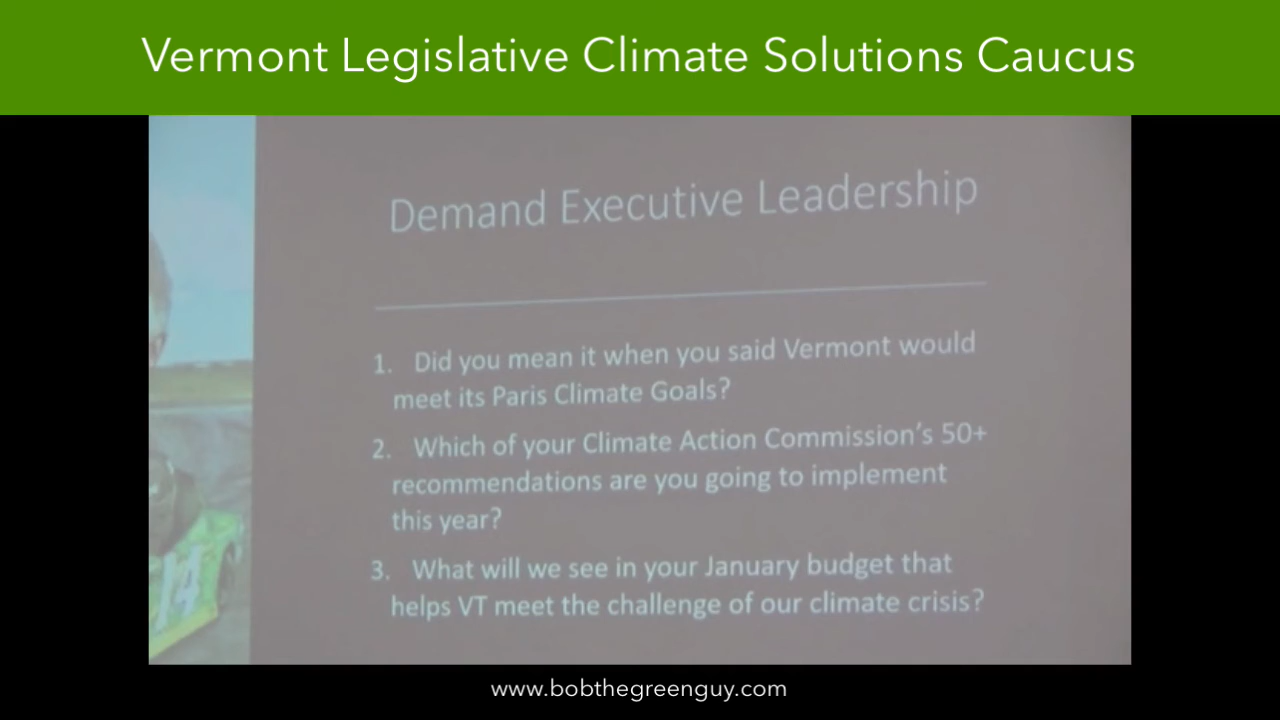 Vermont Legislative Climate Solutions Caucus
Demand Executive Leadership
1. Did you mean it when you said Vermont would
meet its Paris Climate Goals?
2. Which of your Climate Action Commission's 50+
recommendations are you going to implement
this year?
3. What will we see in your January budget that
helps VT meet the challenge of our climate crisis?
14
www.bobthegreenguy.com